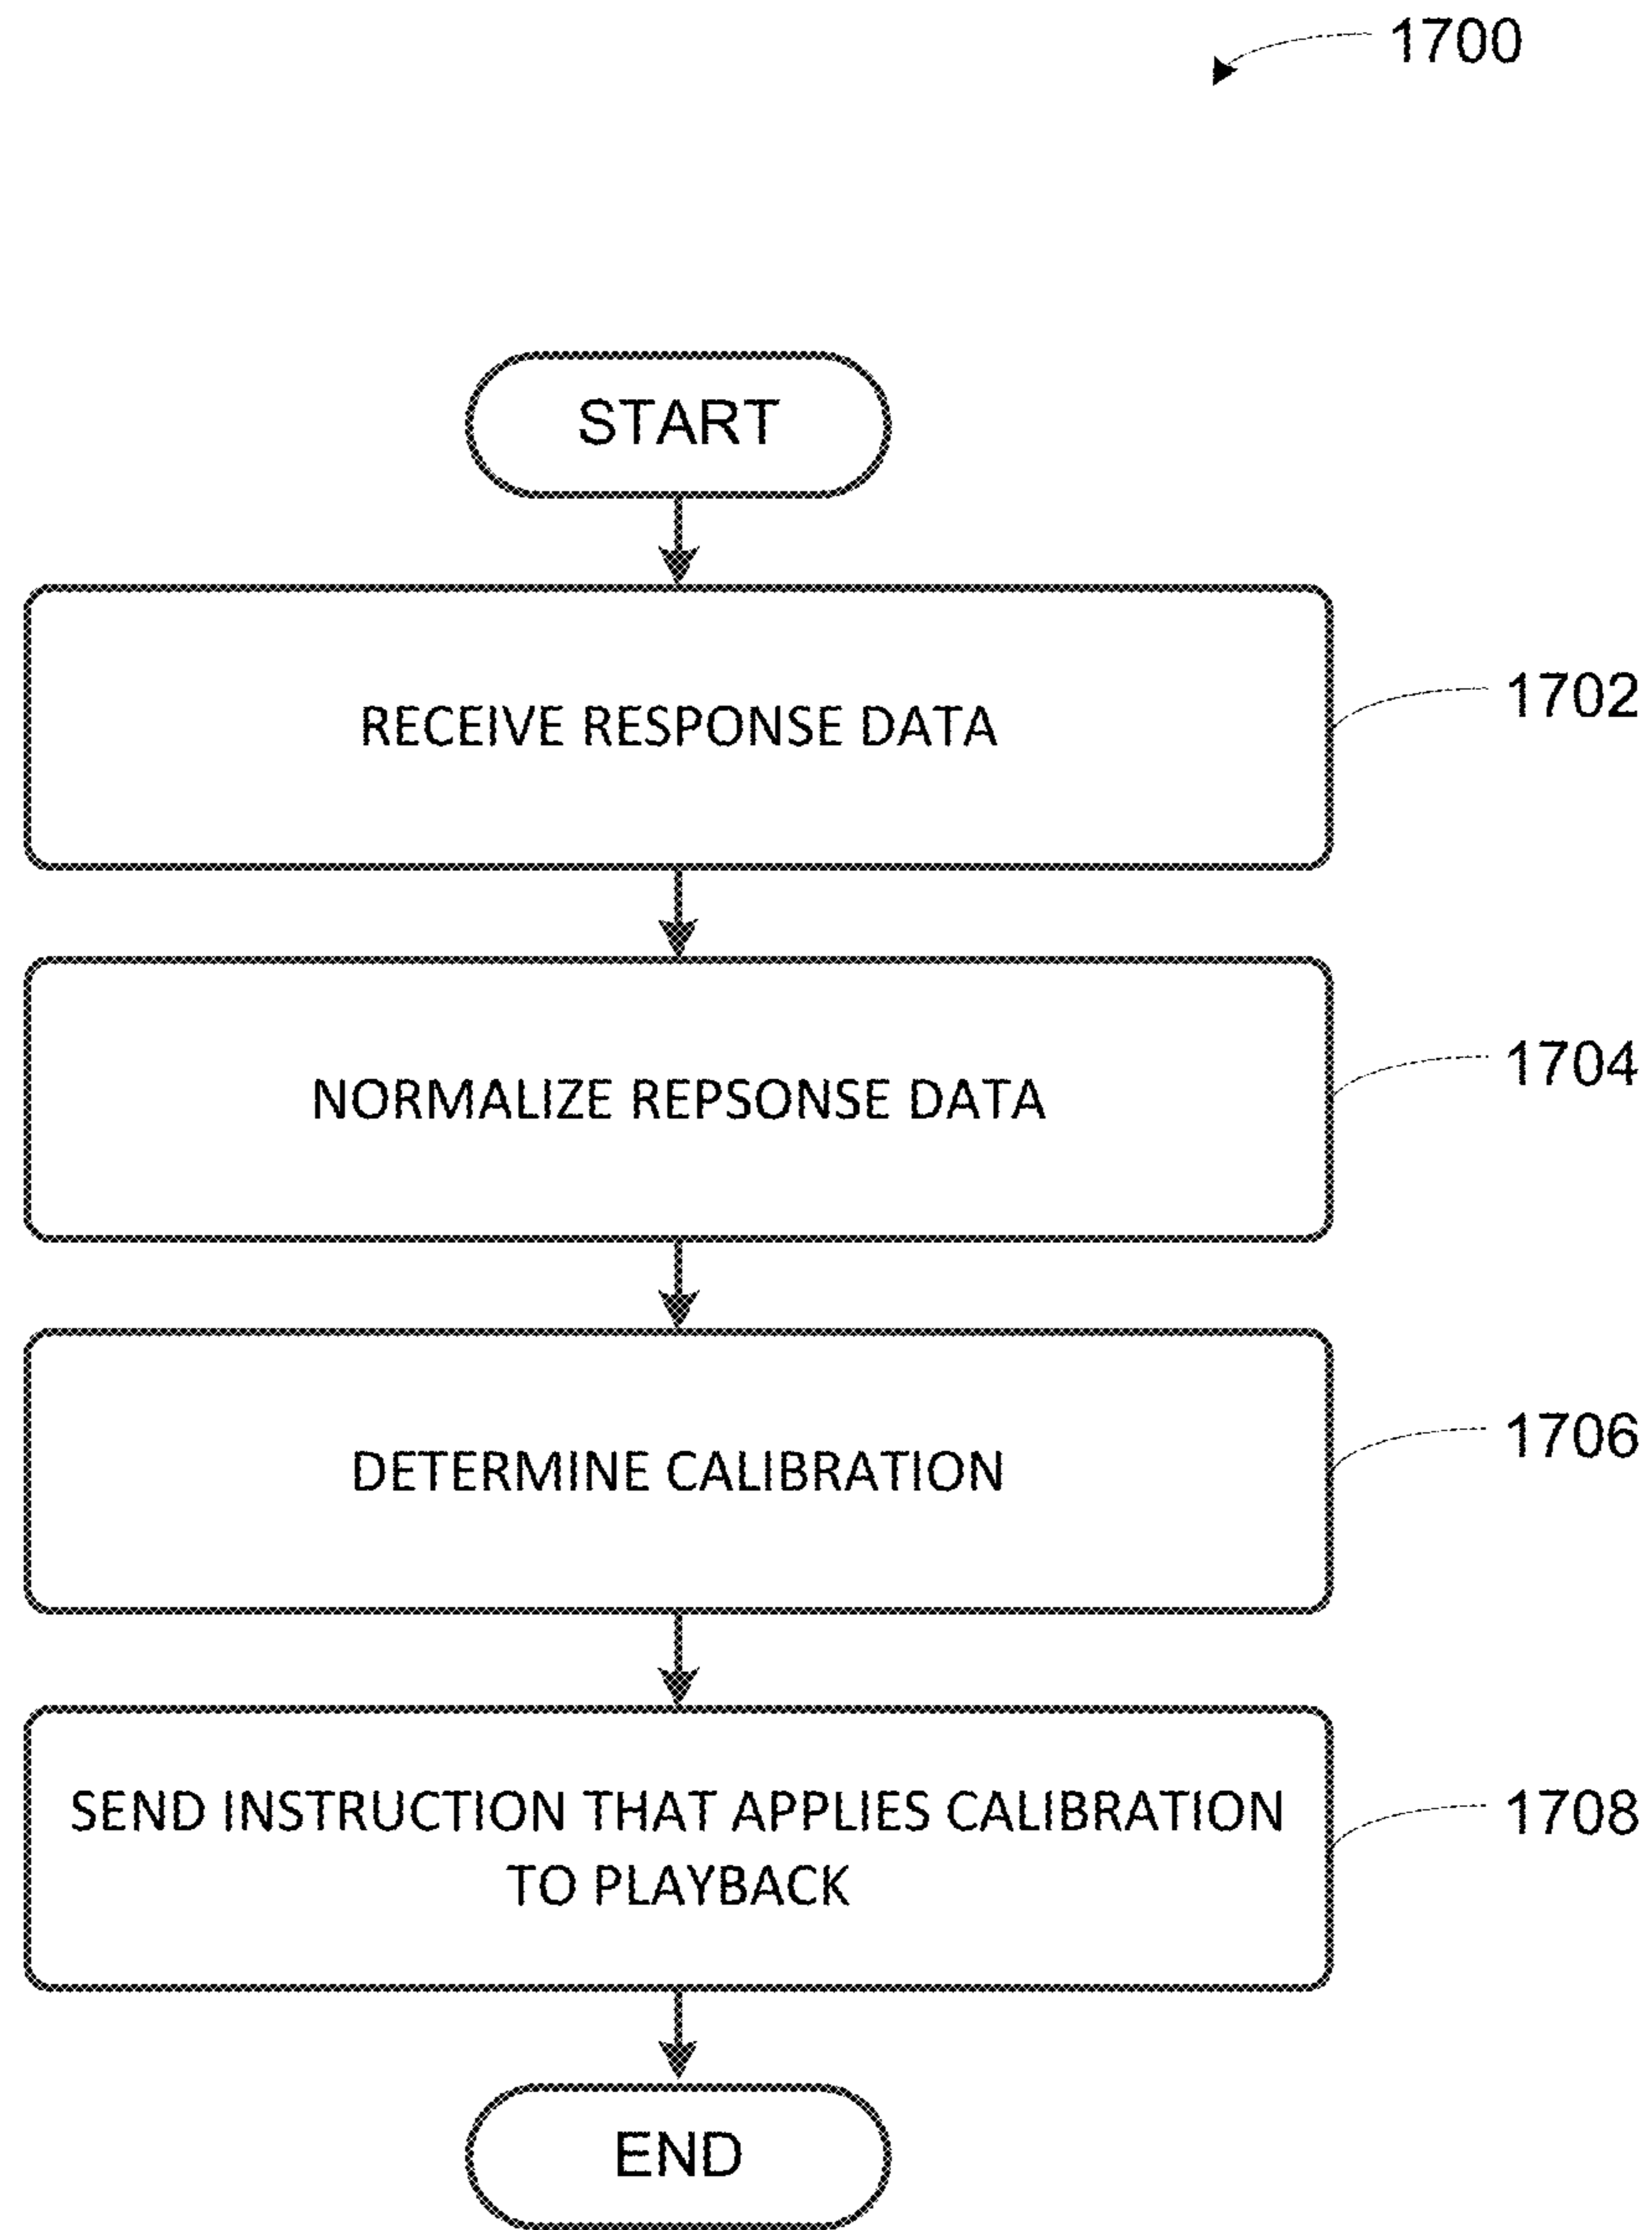 1700
START
RECEIVE RESPONSE DATA
1702
NORMALIZE REPSONSE DATA
1704
DETERMINE CALIBRATION
1706
SEND INSTRUCTION THAT APPLIES CALIBRATION
TO PLAYBACK
1708
END